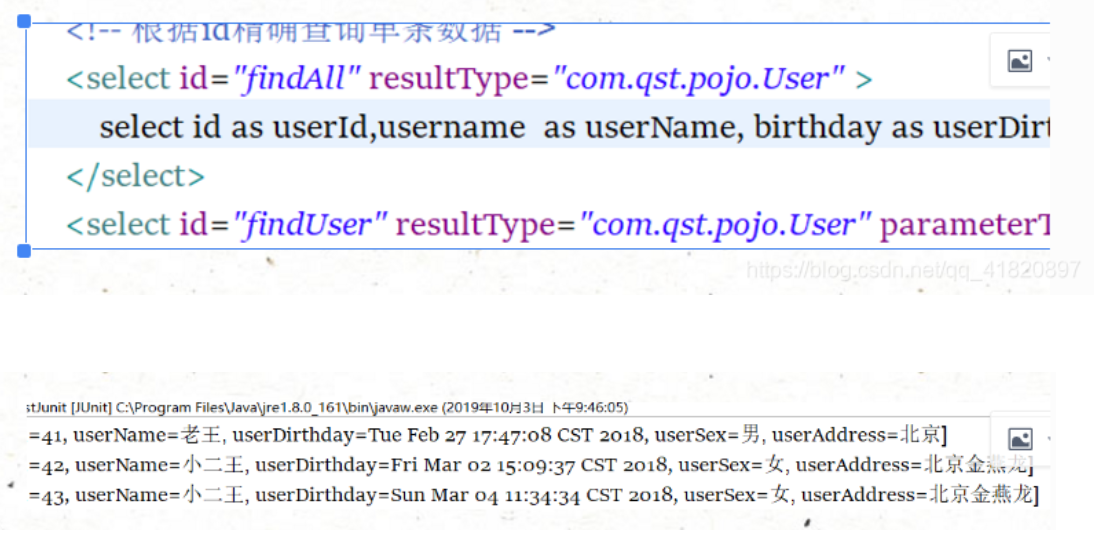 <!-- 根据id精确查询单条数据 -->
<select id="findAll" resultType="com.qst.pojo.User" >
select id as userId,username as userName, birthday as userDirt
</select>
<select id="findUser" resultType="com.qst.pojo.User" parameterT
https://blog.csdn.net/qq_41820897
stJunit [JUnit] C:\Program Files\Java\jre1.8.0_161\bin\javaw.exe (2019年10月3日 下午9:46:05)
=41, userName=老王, userDirthday=Tue Feb 27 17:47:08 CST 2018, userSex=男, userAddress=北京]
=42, userName=小二王, userDirthday=Fri Mar 02 15:09:37 CST 2018, userSex=女, userAddress=北京金燕龙]
=43, userName=小二王, userDirthday=Sun Mar 04 11:34:34 CST 2018, userSex=女, userAddress=北京金燕龙]